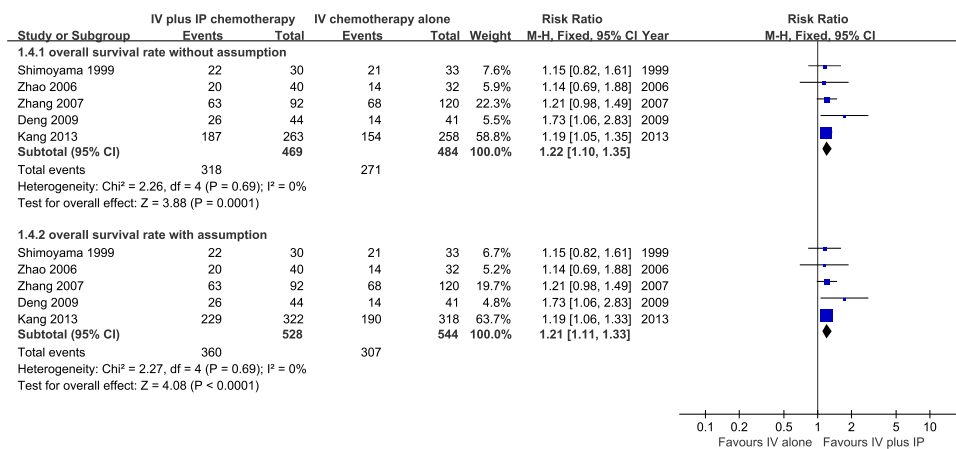 IV plus IP chemotherapy IV chemotherapy alone Risk Ratio Risk Ratio
Study or Subgroup Events Total Events Total Weight M-H, Fixed, 95% CI Year M-H, Fixed, 95% CI
1.4.1 overall survival rate without assumption
Shimoyama 1999 22 30 21 33 7.6% 1.15 [0.82, 1.61] 1999
Zhao 2006 20 40 14 32 5.9% 1.14 [0.69, 1.88] 2006
Zhang 2007 63 92 68 120 22.3% 1.21 [0.98, 1.49] 2007
Deng 2009 26 44 14 41 5.5% 1.73 [1.06, 2.83] 2009
Kang 2013 187 263 154 258 58.8% 1.19 [1.05, 1.35] 2013
Subtotal (95% CI) 469 484 100.0% 1.22 [1.10, 1.35]
Total events 318 271
Heterogeneity: Chi² = 2.26, df = 4 (P = 0.69); I² = 0%
Test for overall effect: Z = 3.88 (P = 0.0001)
1.4.2 overall survival rate with assumption
Shimoyama 1999 22 30 21 33 6.7% 1.15 [0.82, 1.61] 1999
Zhao 2006 20 40 14 32 5.2% 1.14 [0.69, 1.88] 2006
Zhang 2007 63 92 68 120 19.7% 1.21 [0.98, 1.49] 2007
Deng 2009 26 44 14 41 4.8% 1.73 [1.06, 2.83] 2009
Kang 2013 229 322 190 318 63.7% 1.19 [1.06, 1.33] 2013
Subtotal (95% CI) 528 544 100.0% 1.21 [1.11, 1.33]
Total events 360 307
Heterogeneity: Chi² = 2.27, df = 4 (P = 0.69); I² = 0%
Test for overall effect: Z = 4.08 (P < 0.0001)
0.1 0.2 0.5 1 2 5 10
Favours IV alone Favours IV plus IP